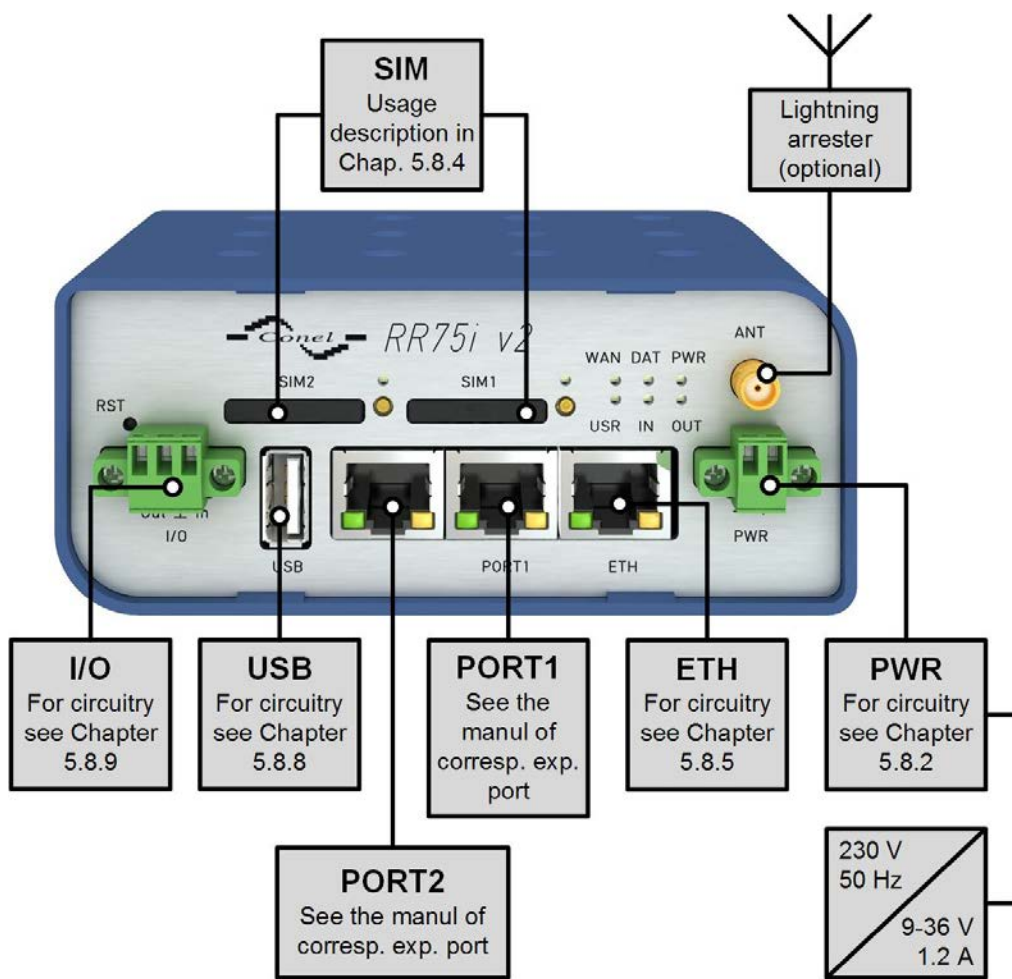 SIM
Usage
description in
Chap. 5.8.4
Lightning
arrester
(optional)
Conel
RR75i v2
ANT
WAN DAT PWR
SIM2
SIM1
RST
USR IN OUT
Out ⊥ In
I/O
USB
PORT1
ETH
PWR
I/O
For circuitry
see Chapter
5.8.9
USB
For circuitry
see Chapter
5.8.8
PORT1
See the
manul of
corresp. exp.
port
ETH
For circuitry
see Chapter
5.8.5
PWR
For circuitry
see Chapter
5.8.2
PORT2
See the manul of
corresp. exp. port
230 V
50 Hz
9-36 V
1.2 A